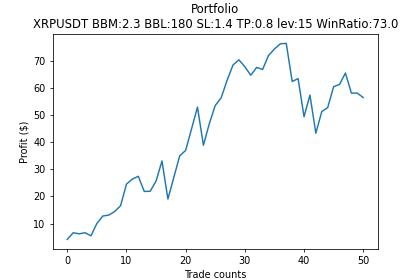 Portfolio
XRPUSDT BBM:2.3 BBL:180 SL:1.4 TP:0.8 lev:15 WinRatio:73.0
70
60
50
40
30
20
10
Profit ($)
0 10 20 30 40 50
Trade counts